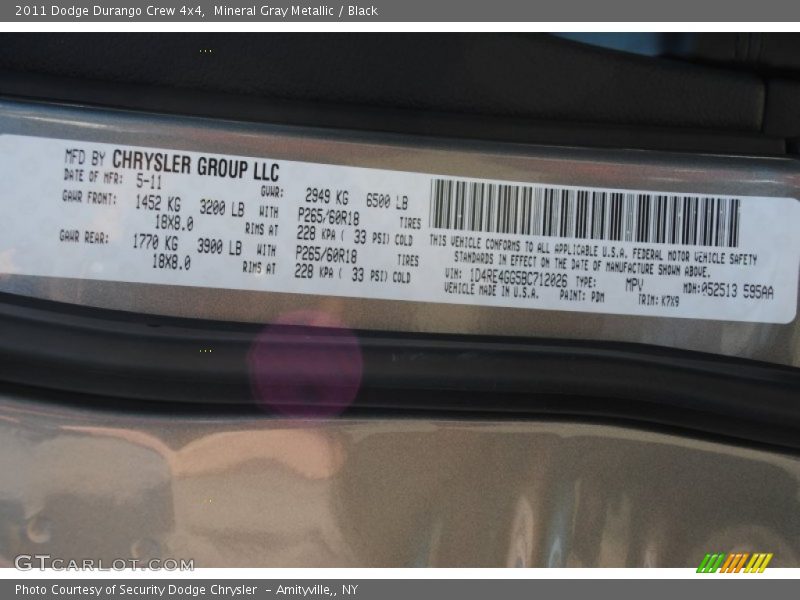 2011 Dodge Durango Crew 4x4,  Mineral Gray Metallic / Black
MFD BY CHRYSLER GROUP LLC
DATE OF MFR: 5-11 GVWR: 2949 KG 6500 LB
GAWR FRONT: 1452 KG 3200 LB WITH P265/60R18 TIRES
18X8.0 RIMS AT 228 KPA ( 33 PSI) COLD
GAWR REAR: 1770 KG 3900 LB WITH P265/60R18 TIRES
18X8.0 RIMS AT 228 KPA ( 33 PSI) COLD
THIS VEHICLE CONFORMS TO ALL APPLICABLE U.S.A. FEDERAL MOTOR VEHICLE SAFETY
STANDARDS IN EFFECT ON THE DATE OF MANUFACTURE SHOWN ABOVE.
VIN: 1D4RE4GG5BC712026 TYPE: MPV MDH:052513 595AA
VEHICLE MADE IN U.S.A. PAINT: PDM TRIM: K7X9
GTCARLOT.COM
Photo Courtesy of Security Dodge Chrysler  - Amityville,, NY